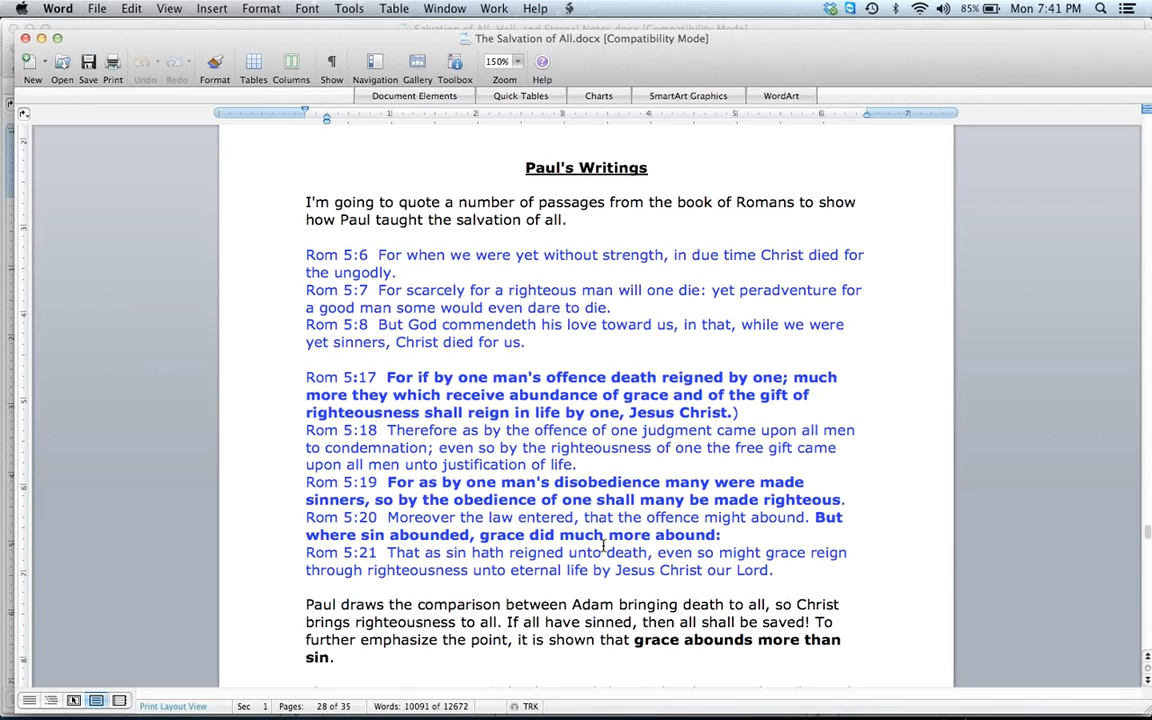 Word File Edit View Insert Format Font Tools Table Window Work Help 85% Mon 7:41 PM
The Salvation of All.docx [Compatibility Mode]
150%
New Open Save Print Undo Redo Format Tables Columns Show Navigation Gallery Toolbox Zoom Help
Document Elements Quick Tables Charts SmartArt Graphics WordArt
1 2 3 4 5 6 7
Paul's Writings
I'm going to quote a number of passages from the book of Romans to show
how Paul taught the salvation of all.
Rom 5:6 For when we were yet without strength, in due time Christ died for
the ungodly.
Rom 5:7 For scarcely for a righteous man will one die: yet peradventure for
a good man some would even dare to die.
Rom 5:8 But God commendeth his love toward us, in that, while we were
yet sinners, Christ died for us.
Rom 5:17 For if by one man's offence death reigned by one; much
more they which receive abundance of grace and of the gift of
righteousness shall reign in life by one, Jesus Christ.)
Rom 5:18 Therefore as by the offence of one judgment came upon all men
to condemnation; even so by the righteousness of one the free gift came
upon all men unto justification of life.
Rom 5:19 For as by one man's disobedience many were made
sinners, so by the obedience of one shall many be made righteous.
Rom 5:20 Moreover the law entered, that the offence might abound. But
where sin abounded, grace did much more abound:
Rom 5:21 That as sin hath reigned unto death, even so might grace reign
through righteousness unto eternal life by Jesus Christ our Lord.
Paul draws the comparison between Adam bringing death to all, so Christ
brings righteousness to all. If all have sinned, then all shall be saved! To
further emphasize the point, it is shown that grace abounds more than
sin.
Print Layout View Sec 1 Pages: 28 of 35 Words: 10091 of 12672 TRK